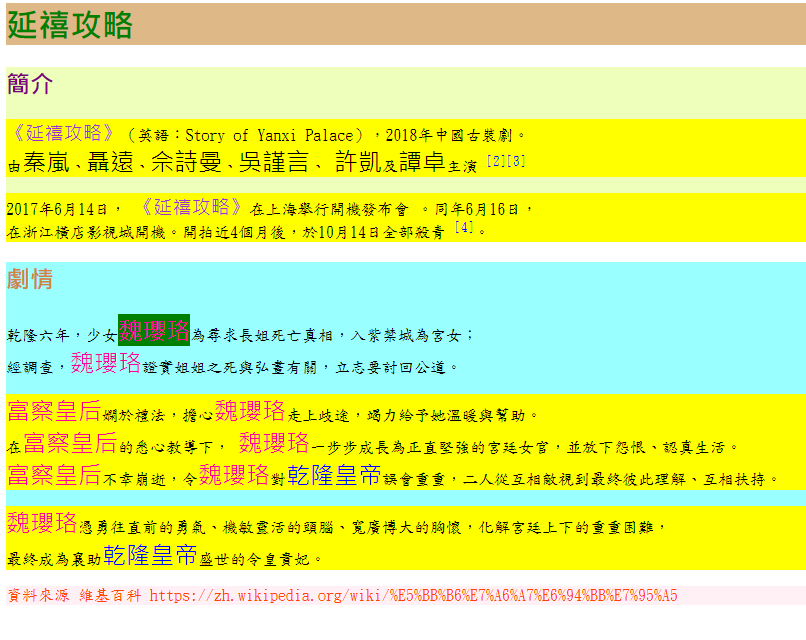 延禧攻略
簡介
《延禧攻略》（英語：Story of Yanxi Palace），2018年中國古裝劇。
由秦嵐、聶遠、佘詩曼、吳謹言、 許凱及譚卓主演 [2][3]
2017年6月14日， 《延禧攻略》在上海舉行開機發布會 。同年6月16日，
在浙江橫店影視城開機。開拍近4個月後，於10月14日全部殺青 [4]。
劇情
乾隆六年，少女魏瓔珞為尋求長姐死亡真相，入紫禁城為宮女；
經調查，魏瓔珞證實姐姐之死與弘晝有關，立志要討回公道。
富察皇后嫻於禮法，擔心魏瓔珞走上歧途，竭力給予她溫暖與幫助。
在富察皇后的悉心教導下， 魏瓔珞一步步成長為正直堅強的宮廷女官，並放下怨恨、認真生活。
富察皇后不幸崩逝，令魏瓔珞對乾隆皇帝誤會重重，二人從互相敵視到最終彼此理解、互相扶持。
魏瓔珞憑勇往直前的勇氣、機敏靈活的頭腦、寬廣博大的胸懷，化解宮廷上下的重重困難，
最終成為襄助乾隆皇帝盛世的令皇貴妃。
資料來源 維基百科 https://zh.wikipedia.org/wiki/%E5%BB%B6%E7%A6%A7%E6%94%BB%E7%95%A5